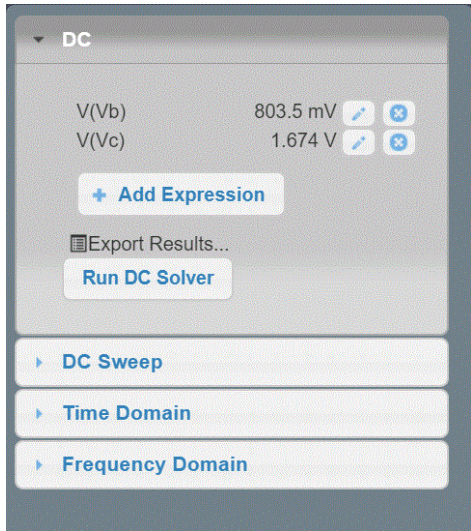 DC
V(Vb) 803.5 mV
V(Vc) 1.674 V
+ Add Expression
Export Results...
Run DC Solver
DC Sweep
Time Domain
Frequency Domain